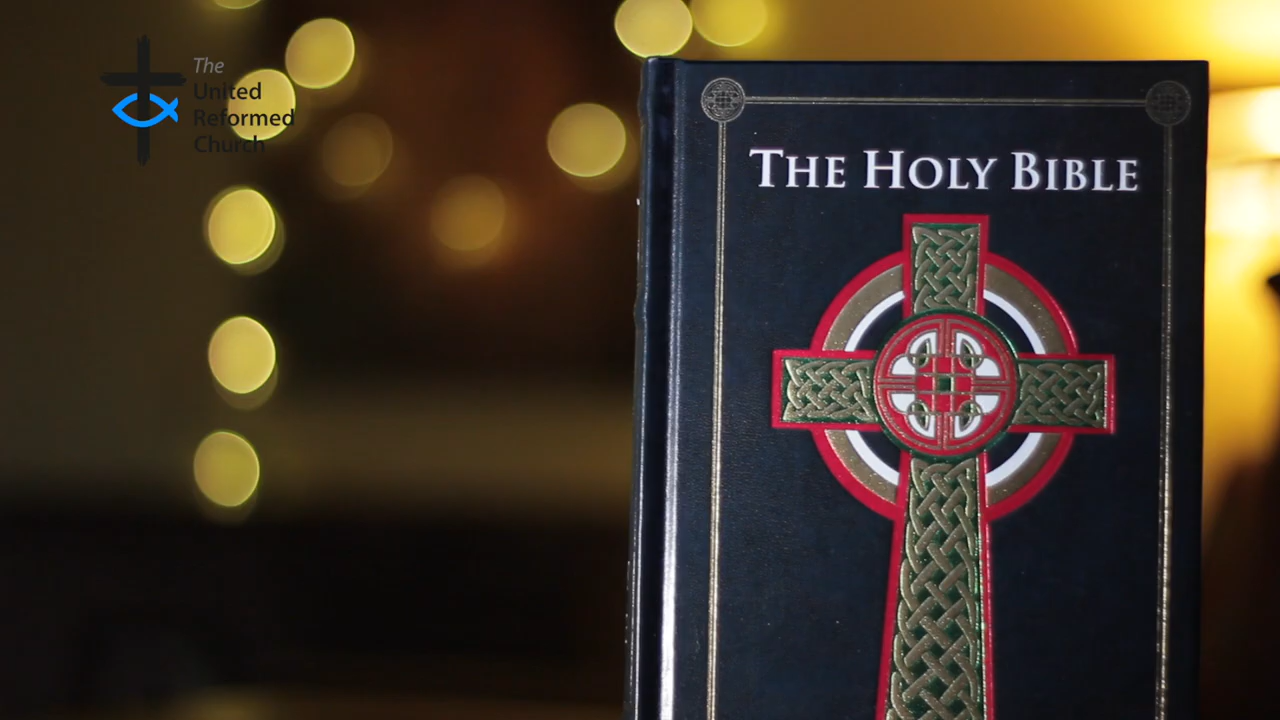 The
United
Reformed
Church
THE HOLY BIBLE